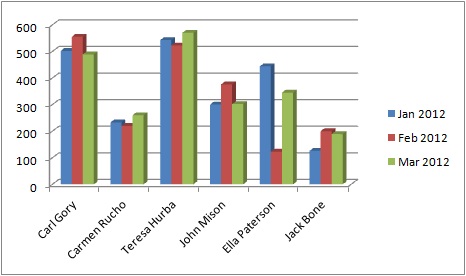 600
500
400
300
200
100
0
Carl Gory
Carmen Rucho
Teresa Hurba
John Mison
Ella Paterson
Jack Bone
Jan 2012
Feb 2012
Mar 2012